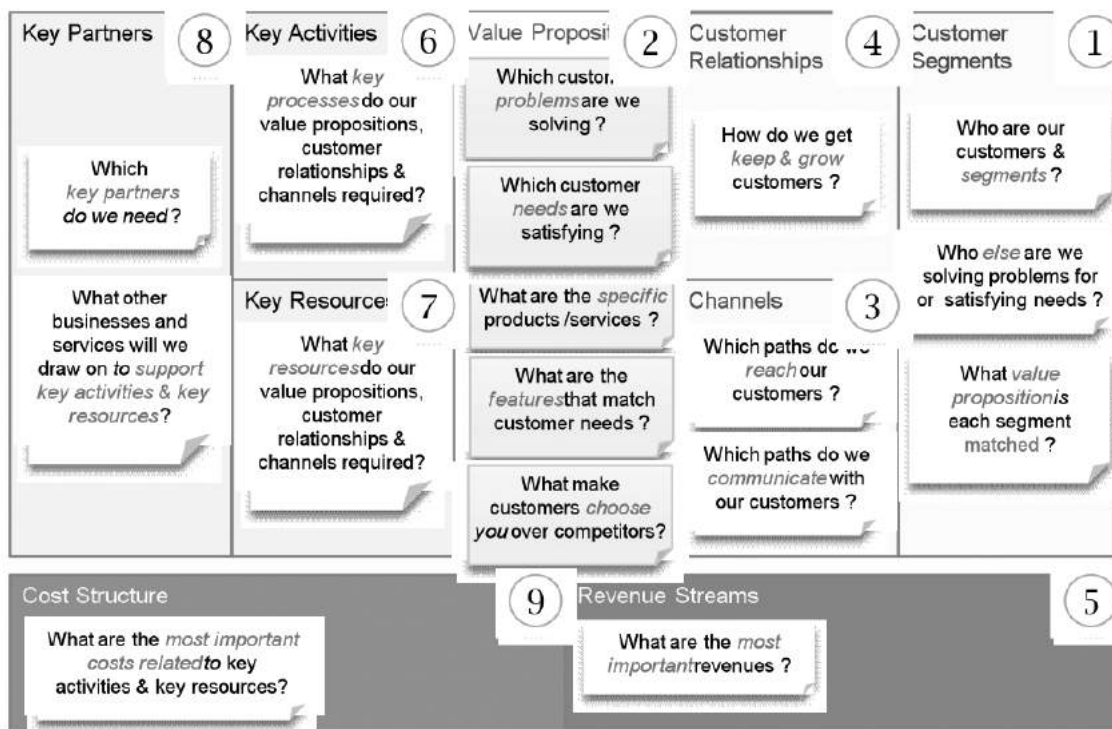 Key Partners
8
Which
key partners
do we need ?
What other
businesses and
services will we
draw on to support
key activities & key
resources?
Key Activities
6
What key
processes do our
value propositions,
customer
relationships &
channels required?
Key Resources
7
What key
resources do our
value propositions,
customer
relationships &
channels required?
Value Proposit
2
Which custor
problems are we
solving ?
Which customer
needs are we
satisfying ?
What are the specific
products /services ?
What are the
features that match
customer needs ?
What make
customers choose
you over competitors?
Customer
Relationships
4
How do we get
keep & grow
customers ?
Channels
3
Which paths do we
reach our
customers ?
Which paths do we
communicate with
our customers ?
Customer
Segments
1
Who are our
customers &
segments ?
Who else are we
solving problems for
or satisfying needs ?
What value
proposition is
each segment
matched ?
Cost Structure
9
What are the most important
costs related to key
activities & key resources?
Revenue Streams
5
What are the most
important revenues ?